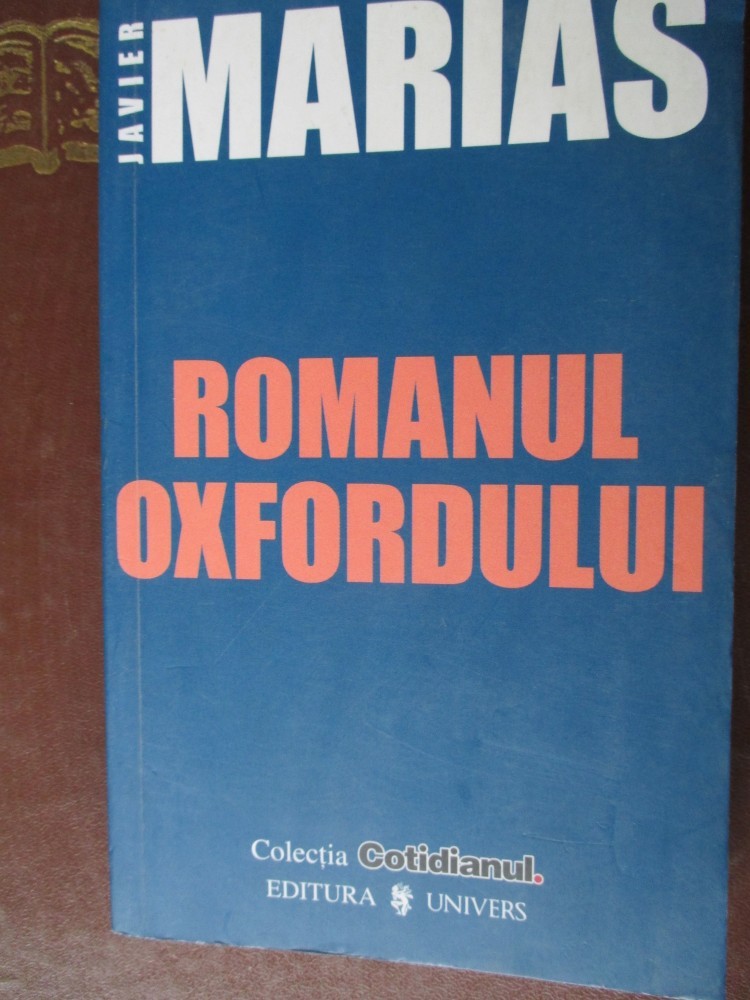 JAVIER
MARIAS
ROMANUL
OXFORDULUI
Colecția Cotidianul.
EDITURA UNIVERS